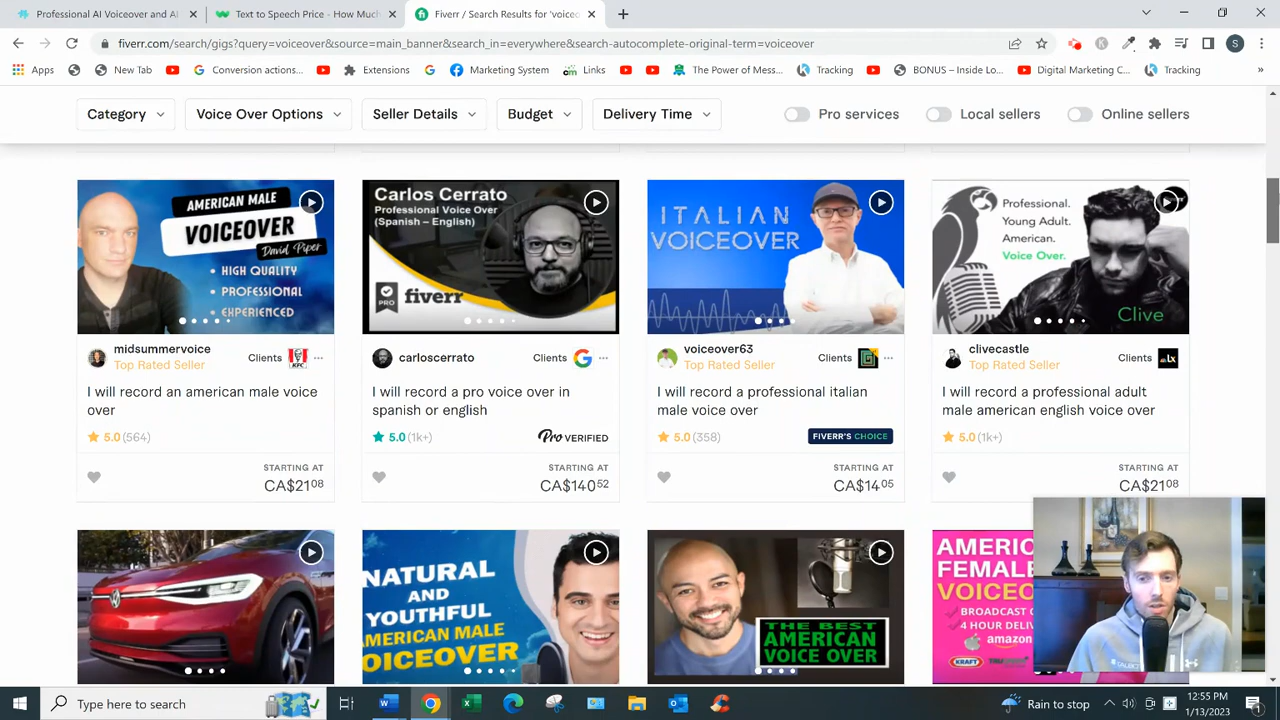 Professional AI Voiceover and AI
Text to Speech Price - How Much
Fiverr / Search Results for 'voiceo
fiverr.com/search/gigs?query=voiceover&source=main_banner&search_in=everywhere&search-autocomplete-original-term=voiceover
S
Apps
New Tab
Conversion actions...
Extensions
Marketing System
Links
The Power of Mess...
Tracking
BONUS – Inside Lo...
Digital Marketing C...
Tracking
»
Category
Voice Over Options
Seller Details
Budget
Delivery Time
Pro services
Local sellers
Online sellers
AMERICAN MALE
VOICEOVER
David Piper
• HIGH QUALITY
• PROFESSIONAL
• EXPERIENCED
midsummervoice
Top Rated Seller
Clients
KFC
I will record an american male voice
over
5.0 (564)
STARTING AT
CA$2108
Carlos Cerrato
Professional Voice Over
(Spanish – English)
PRO
fiverr
carloscerrato
Clients
I will record a pro voice over in
spanish or english
5.0 (1k+)
Pro VERIFIED
STARTING AT
CA$14052
ITALIAN
VOICEOVER
voiceover63
Top Rated Seller
Clients
I will record a professional italian
male voice over
5.0 (358)
FIVERR'S CHOICE
STARTING AT
CA$1405
Professional.
Young Adult.
American.
Voice Over.
Clive
clivecastle
Top Rated Seller
Clients
lx
I will record a professional adult
male american english voice over
5.0 (1k+)
STARTING AT
CA$2108
NATURAL
AND
YOUTHFUL
AMERICAN MALE
VOICEOVER
THE BEST
AMERICAN
VOICE OVER
AMERIC
FEMALE
VOICEO
BROADCAST
4 HOUR DELIV
amazon
KRAFT
Type here to search
Rain to stop
12:55 PM
1/13/2023